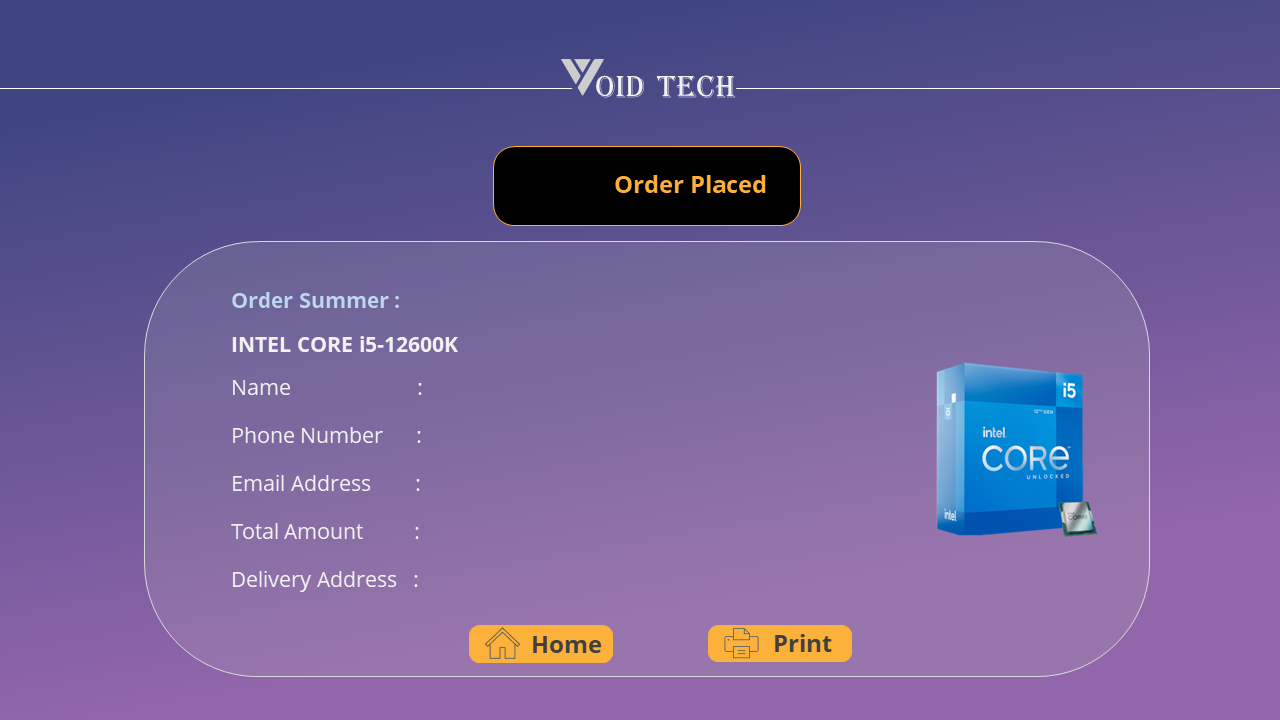 VOID TECH
Order Placed
Order Summer :
INTEL CORE i5-12600K
Name :
Phone Number :
Email Address :
Total Amount :
Delivery Address :
i5
12TH GEN
intel
CORE
UNLOCKED
intel
CORE
Home
Print